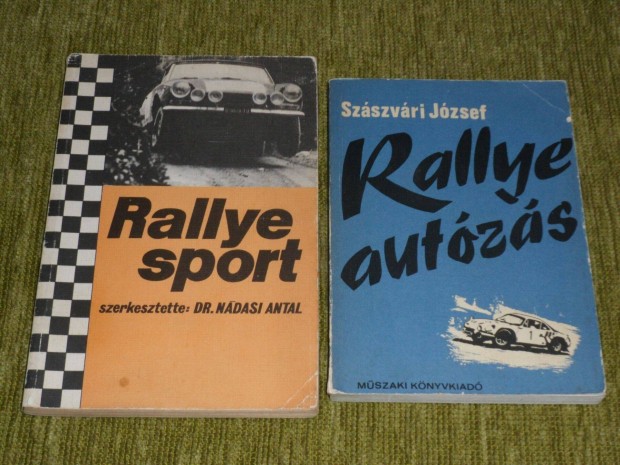 Rallye
sport
szerkesztette: DR. NÁDASI ANTAL
Szászvári József
Rallye
autózás
MŰSZAKI KÖNYVKIADÓ